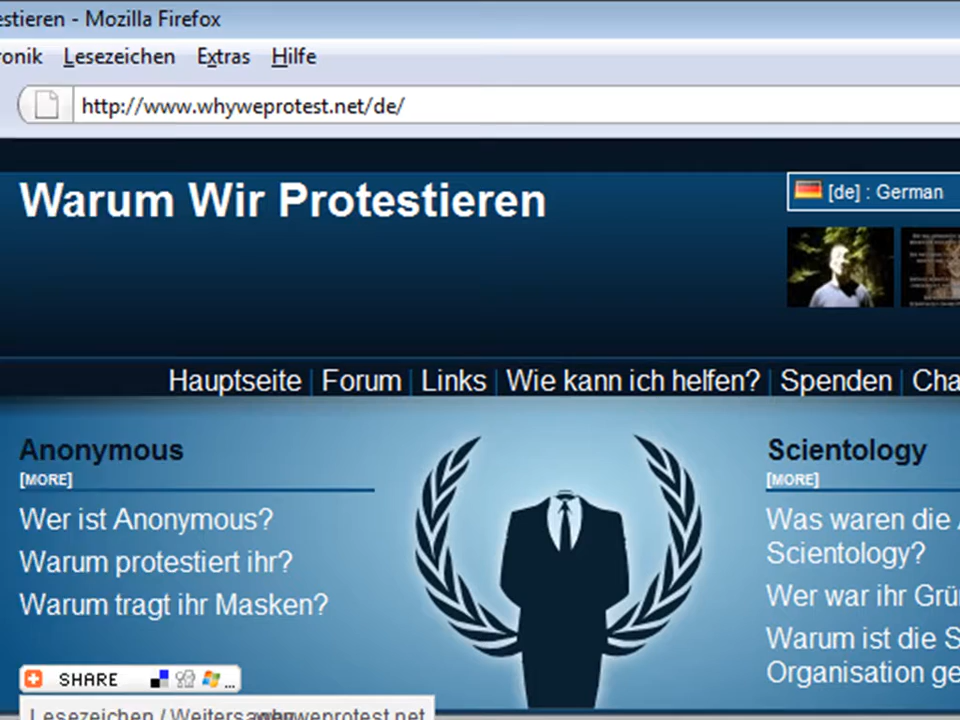 estieren - Mozilla Firefox
ronik Lesezeichen Extras Hilfe
http://www.whyweprotest.net/de/
Warum Wir Protestieren
[de] : German
Hauptseite | Forum | Links | Wie kann ich helfen? | Spenden | Cha
Anonymous
[MORE]
Wer ist Anonymous?
Warum protestiert ihr?
Warum tragt ihr Masken?
Scientology
[MORE]
Was waren die
Scientology?
Wer war ihr Grü
Warum ist die S
Organisation ge
SHARE ...
Lesezeichen / whyweprotest.net